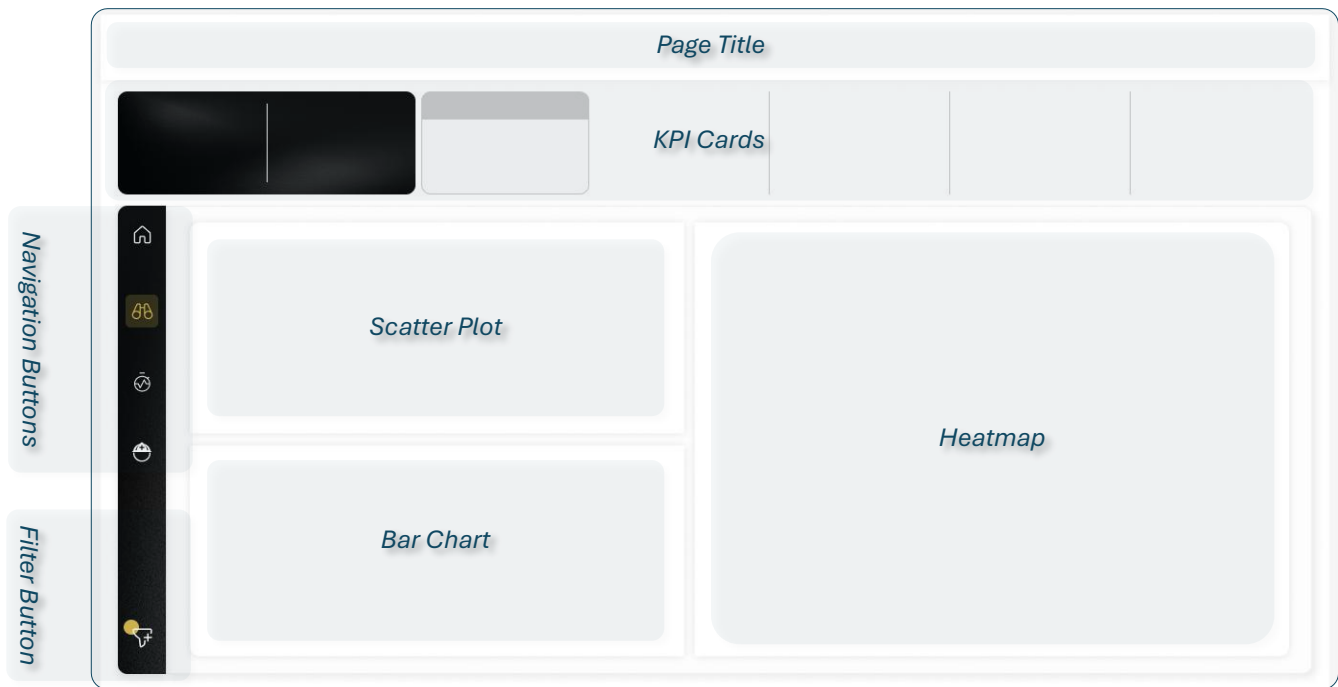 Page Title
KPI Cards
Navigation Buttons
Scatter Plot
Heatmap
Bar Chart
Filter Button